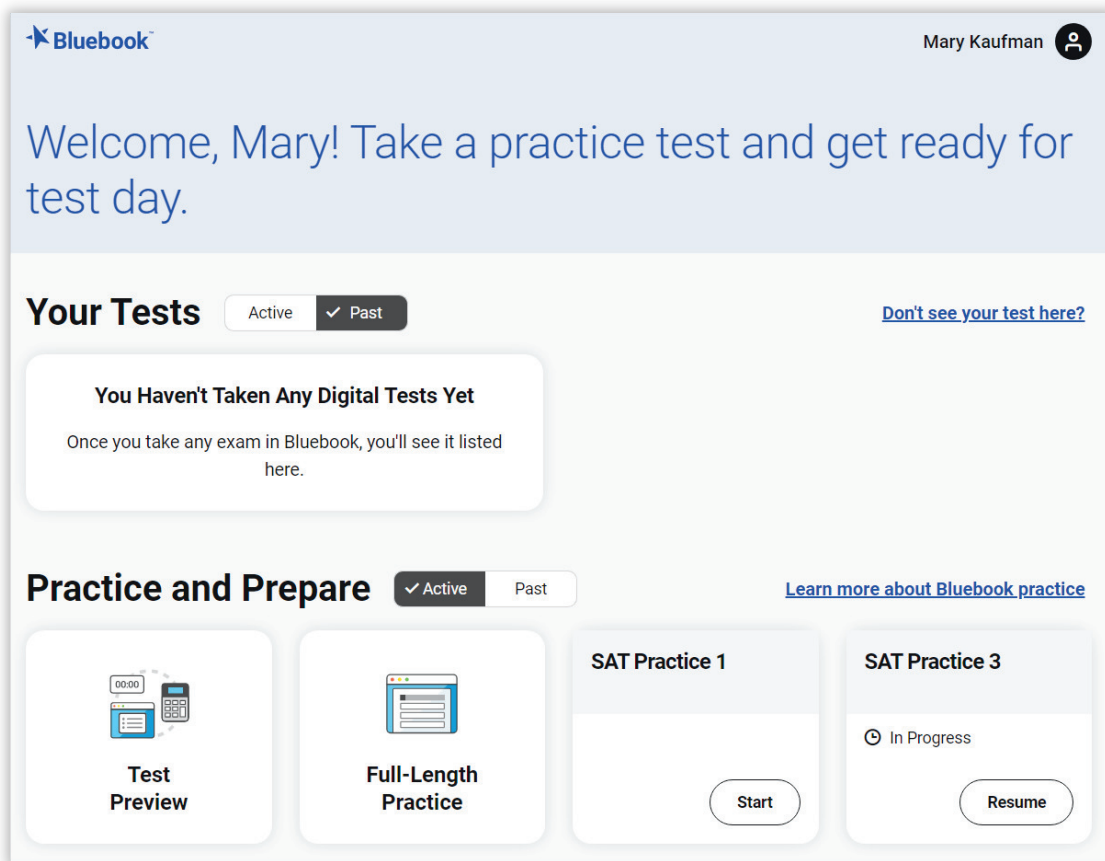 Bluebook™
Mary Kaufman
Welcome, Mary! Take a practice test and get ready for
test day.
Your Tests
Active
Past
Don't see your test here?
You Haven't Taken Any Digital Tests Yet
Once you take any exam in Bluebook, you'll see it listed
here.
Practice and Prepare
Active
Past
Learn more about Bluebook practice
00:00
Test
Preview
Full-Length
Practice
SAT Practice 1
Start
SAT Practice 3
In Progress
Resume